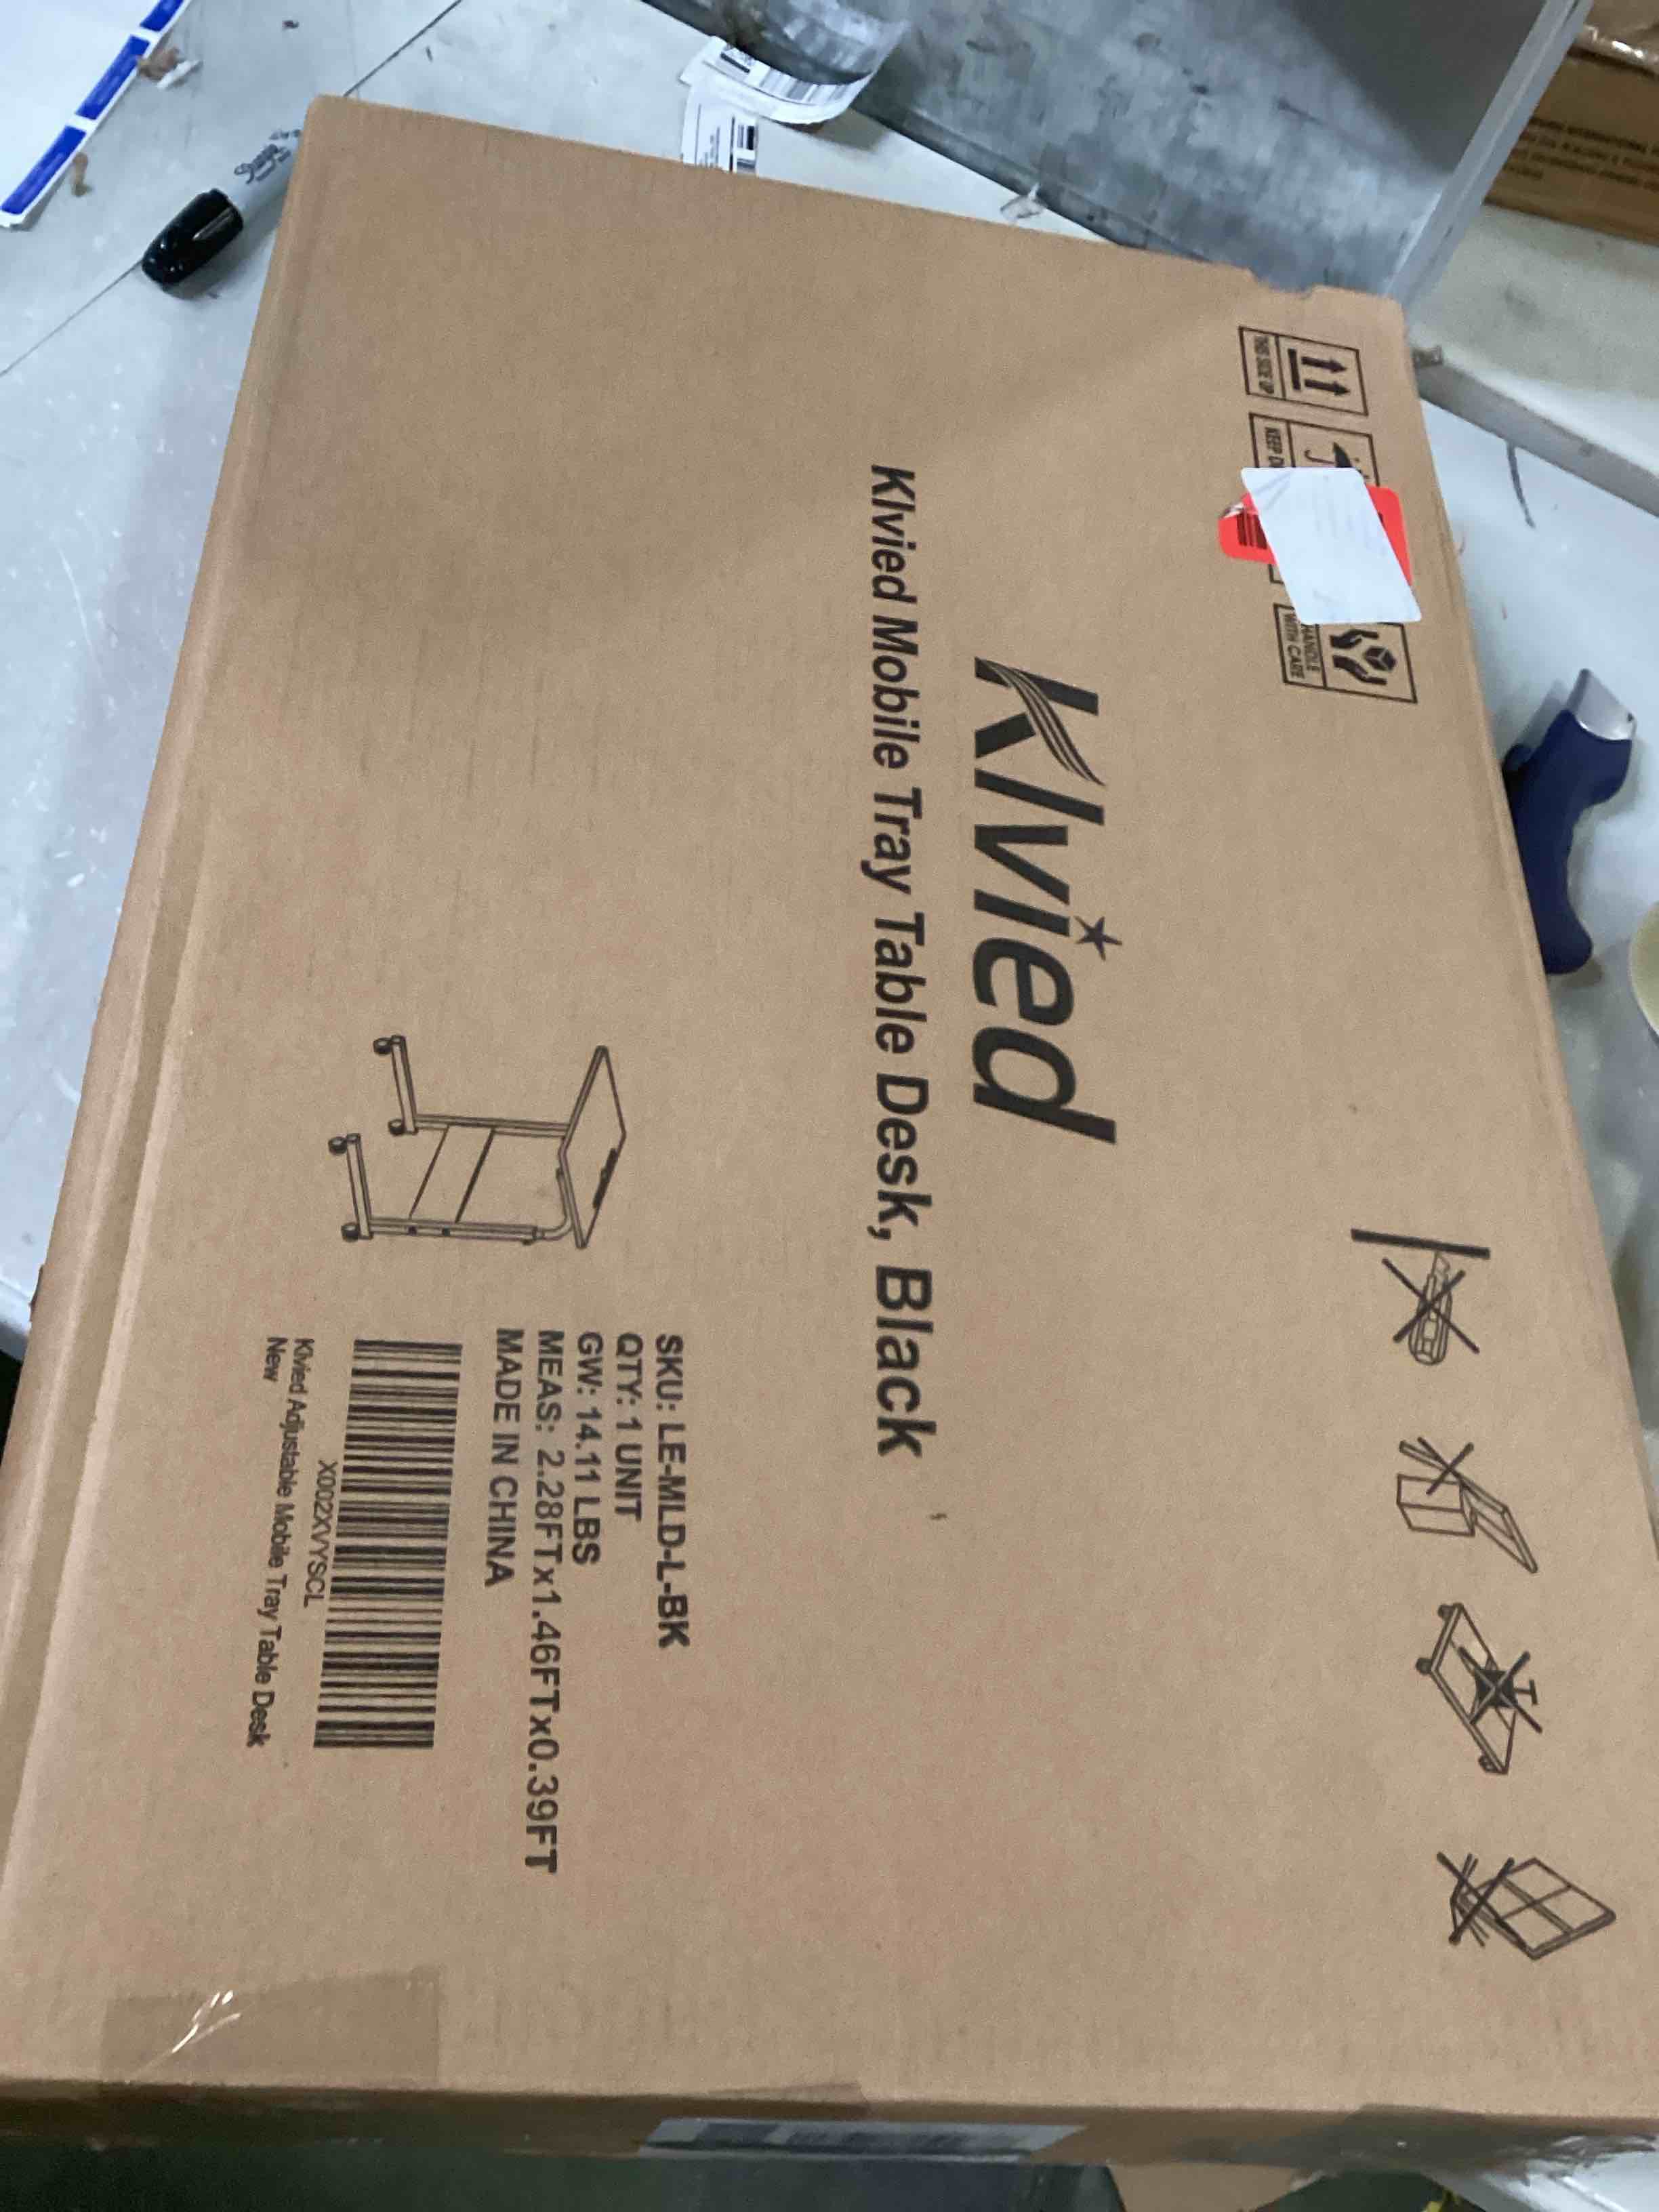 THIS SIDE UP
KEEP
HANDLE
WITH CARE
Klvied
Klvied Mobile Tray Table Desk, Black
SKU: LE-MLD-L-BK
QTY: 1 UNIT
GW: 14.11 LBS
MEAS: 2.28FTx1.46FTx0.39FT
MADE IN CHINA
X002XVYSCL
Klvied Adjustable Mobile Tray Table Desk
New
Sharpie